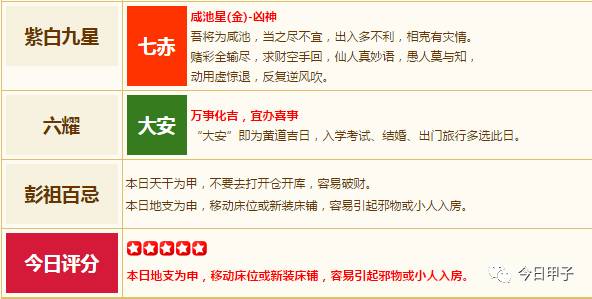 紫白九星
七赤
咸池星(金)-凶神
吾将为咸池，当之尽不宜，出入多不利，相克有灾情。
赌彩全输尽，求财空手回，仙人真妙语，愚人莫与知，
动用虚惊退，反复逆风吹。
六耀
大安
万事化吉，宜办喜事
“大安”即为黄道吉日，入学考试、结婚、出门旅行多选此日。
彭祖百忌
本日天干为甲，不要去打开仓开库，容易破财。
本日地支为申，移动床位或新装床铺，容易引起邪物或小人入房。
今日评分
本日地支为申，移动床位或新装床铺，容易引起邪物或小人入房。
今日甲子